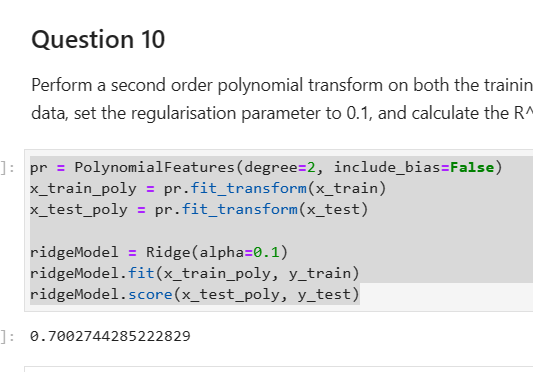 Question 10
Perform a second order polynomial transform on both the
data, set the regularisation parameter to 0.1, and calculate the
]: pr = PolynomialFeatures(degree=2, include_bias=False)
x_train_poly = pr.fit_transform(x_train)
x_test_poly = pr.fit_transform(x_test)
ridgeModel = Ridge(alpha=0.1)
ridgeModel.fit(x_train_poly, y_train)
ridgeModel.score(x_test_poly, y_test)
]: 0.7002744285222829